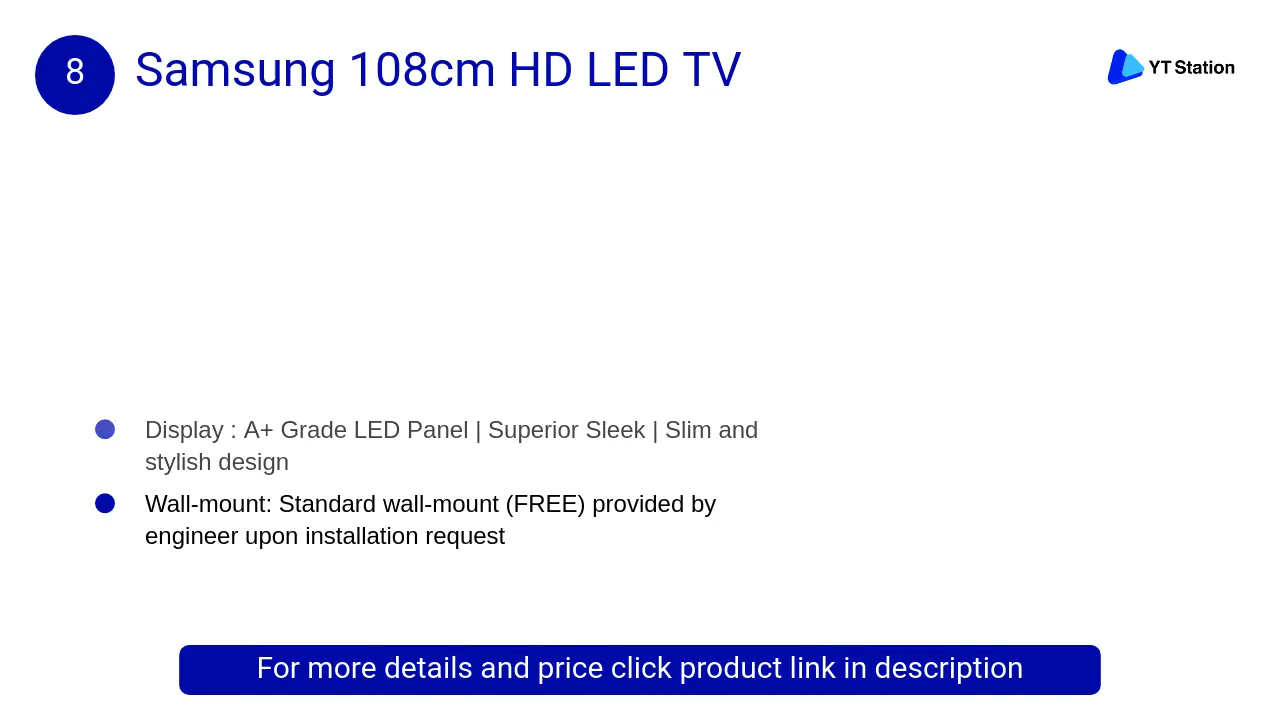 8
Samsung 108cm HD LED TV
YT Station
Display : A+ Grade LED Panel | Superior Sleek | Slim and
stylish design
Wall-mount: Standard wall-mount (FREE) provided by
engineer upon installation request
For more details and price click product link in description